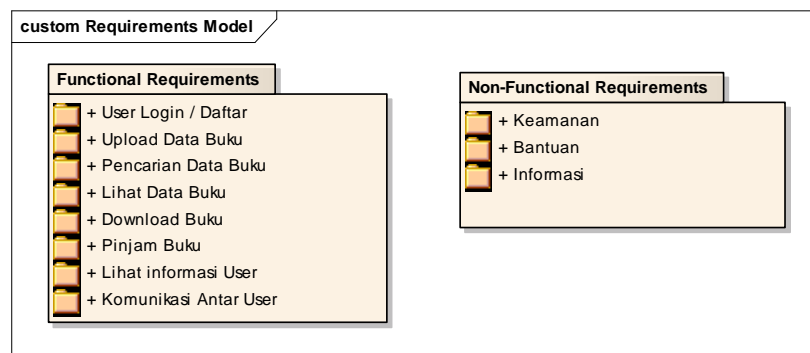 custom Requirements Model
Functional Requirements
+ User Login / Daftar
+ Upload Data Buku
+ Pencarian Data Buku
+ Lihat Data Buku
+ Download Buku
+ Pinjam Buku
+ Lihat informasi User
+ Komunikasi Antar User
Non-Functional Requirements
+ Keamanan
+ Bantuan
+ Informasi